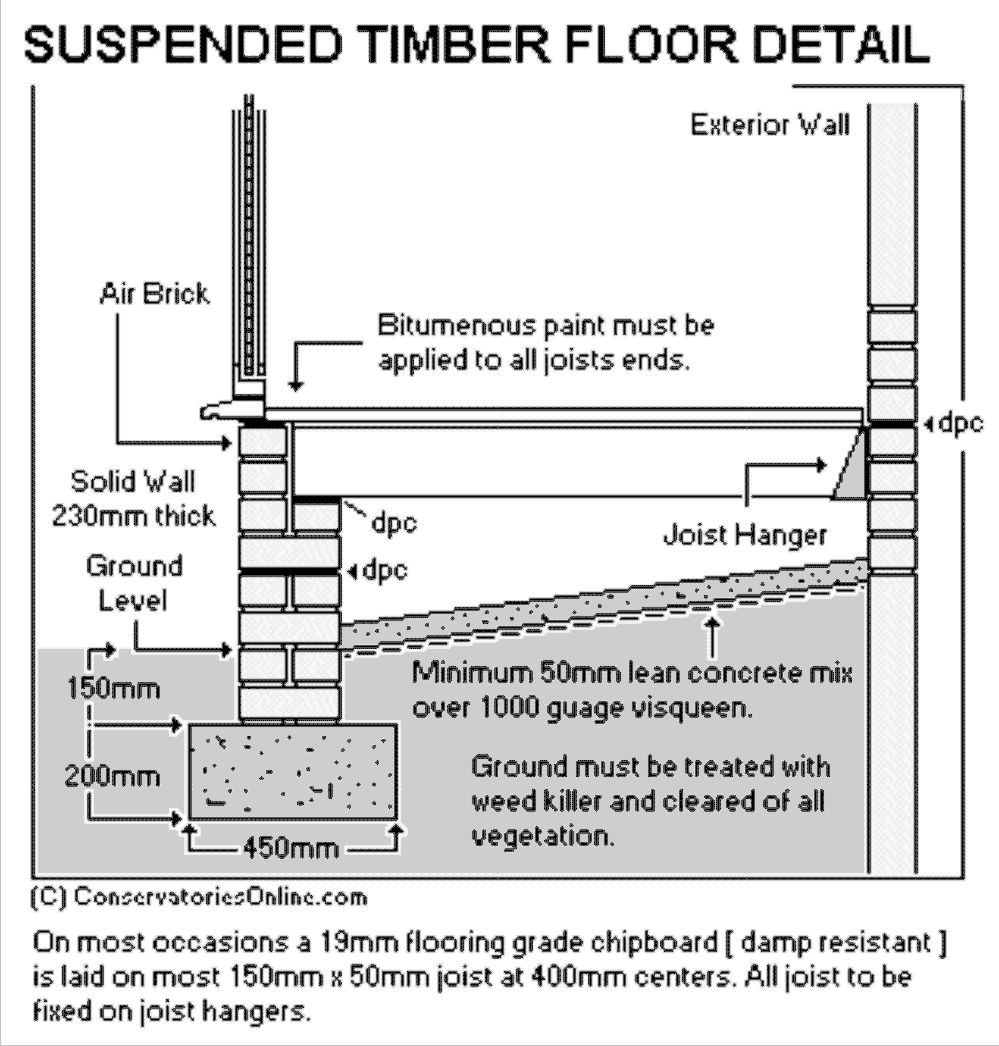 SUSPENDED TIMBER FLOOR DETAIL
Exterior Wall
Air Brick
Bitumenous paint must be
applied to all joists ends.
dpc
Solid Wall
230mm thick
dpc
Joist Hanger
Ground
Level
dpc
150mm
Minimum 50mm lean concrete mix
over 1000 guage visqueen.
200mm
Ground must be treated with
weed killer and cleared of all
vegetation.
450mm
(C) ConservatoriesOnline.com
On most occasions a 19mm flooring grade chipboard [ damp resistant ]
is laid on most 150mm x 50mm joist at 400mm centers. All joist to be
fixed on joist hangers.